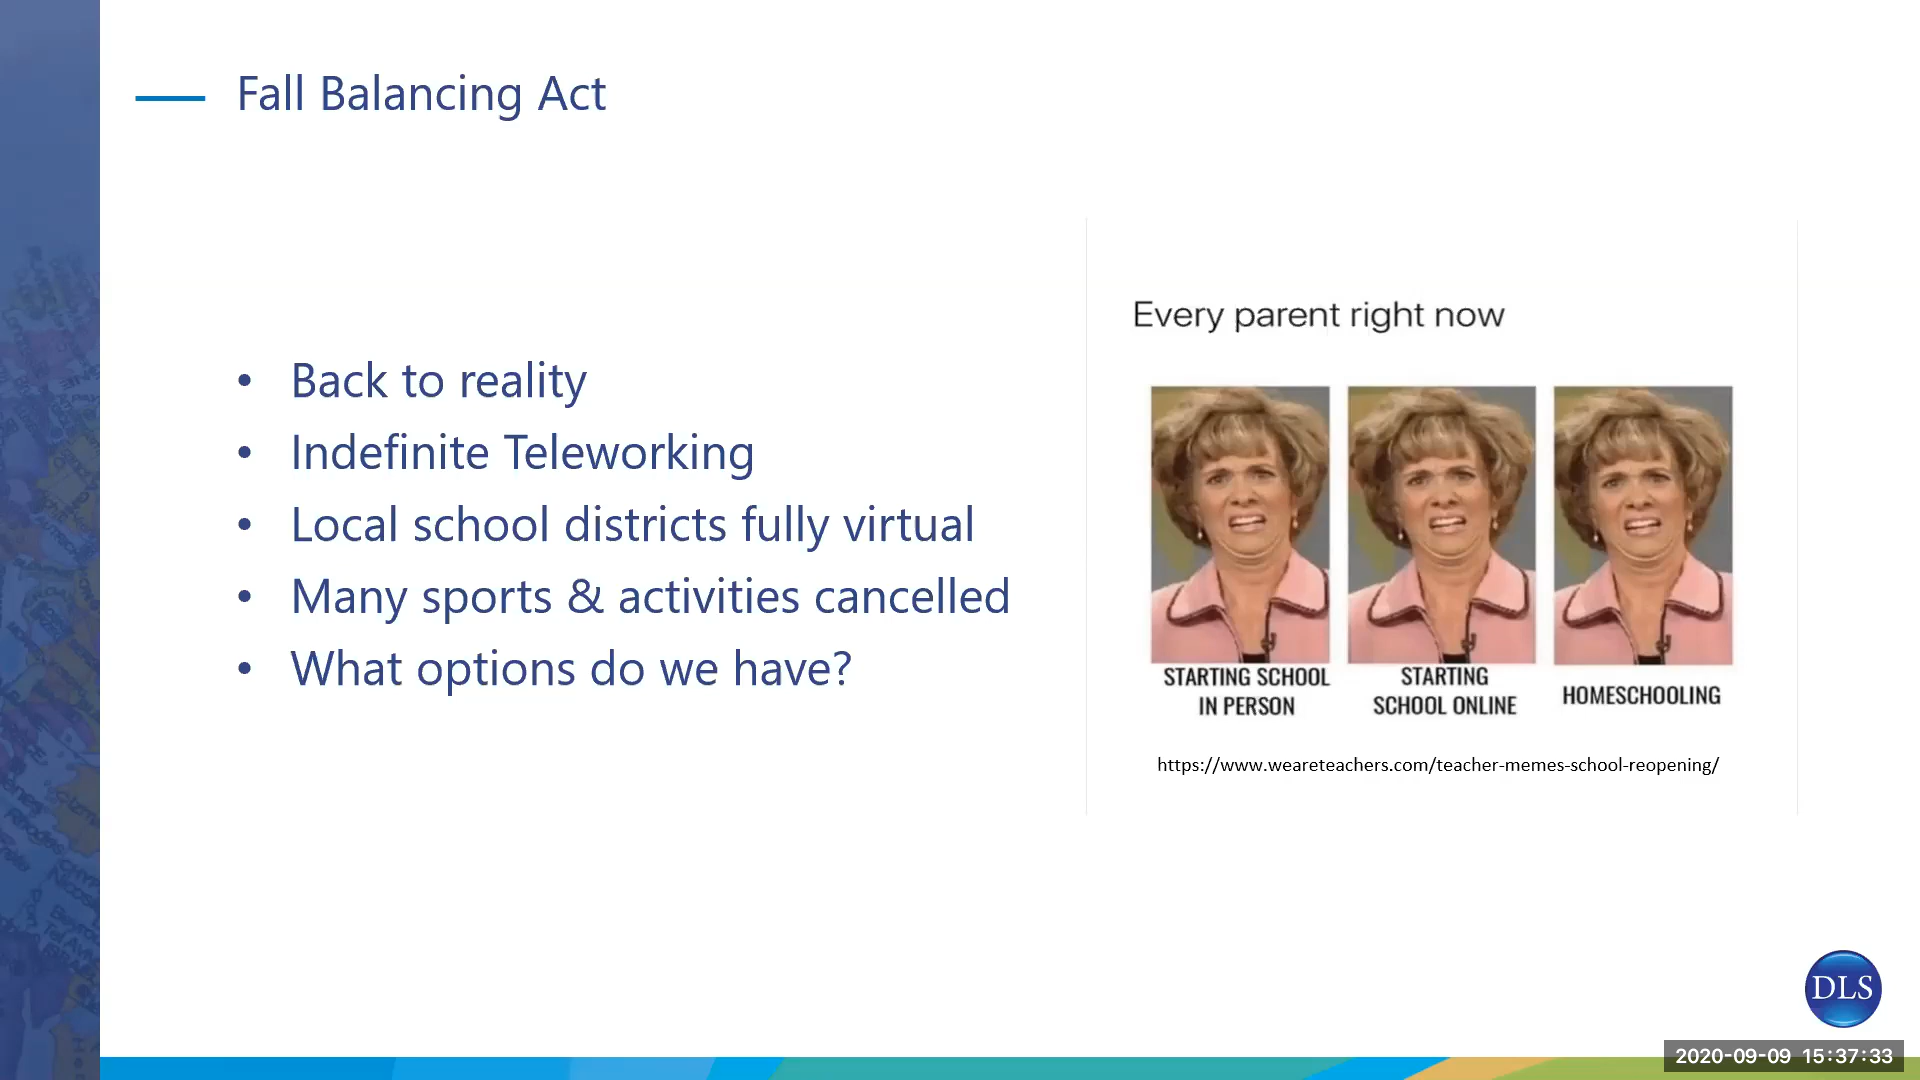 Fall Balancing Act
• Back to reality
• Indefinite Teleworking
• Local school districts fully virtual
• Many sports & activities cancelled
• What options do we have?
Every parent right now
STARTING SCHOOL
IN PERSON
STARTING
SCHOOL ONLINE
HOMESCHOOLING
https://www.weareteachers.com/teacher-memes-school-reopening/
DLS
2020-09-09 15:37:33